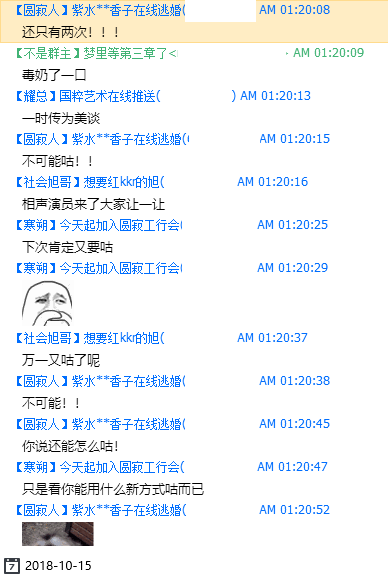 【圆寂人】紫水**香子在线逃婚( AM 01:20:08
还只有两次！！！
【不是群主】梦里等第三章了<  AM 01:20:09
毒奶了一口
【耀总】国粹艺术在线推送( ) AM 01:20:13
一时传为美谈
【圆寂人】紫水**香子在线逃婚( AM 01:20:15
不可能咕！！
【社会旭哥】想要红kkr的旭( AM 01:20:16
相声演员来了大家让一让
【寒朔】今天起加入圆寂工行会( AM 01:20:25
下次肯定又要咕
【寒朔】今天起加入圆寂工行会( AM 01:20:29
【社会旭哥】想要红kkr的旭( AM 01:20:37
万一又咕了呢
【圆寂人】紫水**香子在线逃婚( AM 01:20:38
不可能！！
【圆寂人】紫水**香子在线逃婚( AM 01:20:45
你说还能怎么咕!
【寒朔】今天起加入圆寂工行会( AM 01:20:47
只是看你能用什么新方式咕而已
【圆寂人】紫水**香子在线逃婚( AM 01:20:52
7 2018-10-15